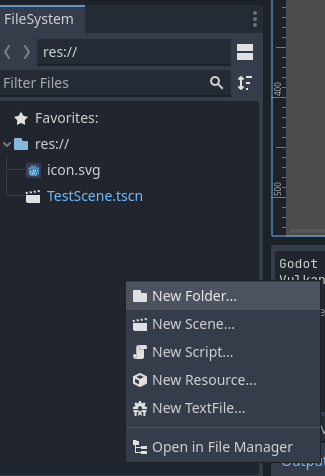 FileSystem
res://
Filter Files
Favorites:
res://
icon.svg
TestScene.tscn
400
500
Godot
New Folder...
New Scene...
New Script...
New Resource...
New TextFile...
Open in File Manager